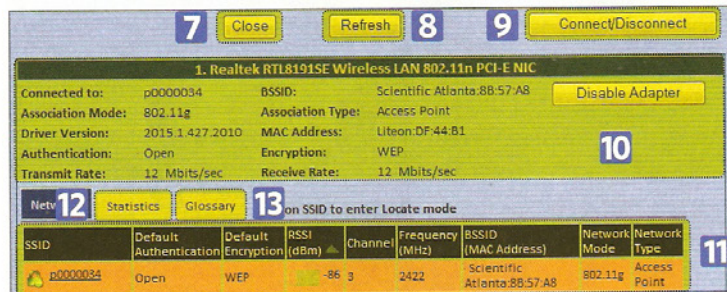 7 Close Refresh 8 9 Connect/Disconnect
1. Realtek RTL8191SE Wireless LAN 802.11n PCI-E NIC
Connected to: p0000034 BSSID: Scientific Atlanta:8B:57:A8 Disable Adapter
Association Mode: 802.11g Association Type: Access Point
Driver Version: 2015.1.427.2010 MAC Address: Liteon:DF:44:B1
Authentication: Open Encryption: WEP 10
Transmit Rate: 12 Mbits/sec Receive Rate: 12 Mbits/sec
Netw 12 Statistics Glossary 13 on SSID to enter Locate mode
SSID Default Authentication Default Encryption RSSI (dBm) Channel Frequency (MHz) BSSID (MAC Address) Network Mode Network Type 11
p0000034 Open WEP -86 3 2422 Scientific Atlanta:8B:57:A8 802.11g Access Point